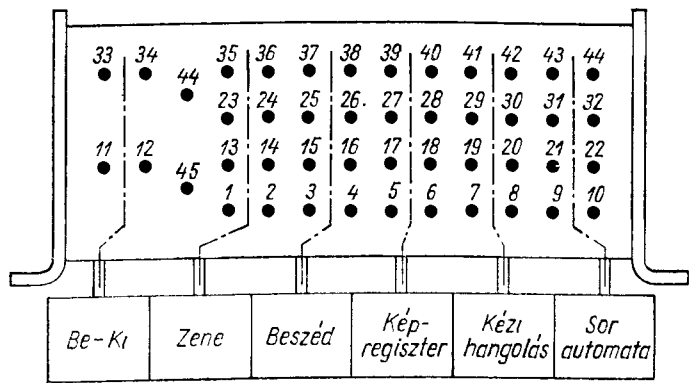 33 34 35 36 37 38 39 40 41 42 43 44
44
23 24 25 26. 27 28 29 30 31 32
11 12 13 14 15 16 17 18 19 20 21 22
45
1 2 3 4 5 6 7 8 9 10
Be-Ki Zene Beszéd Kép-
regiszter Kézi
hangolás Sor
automata